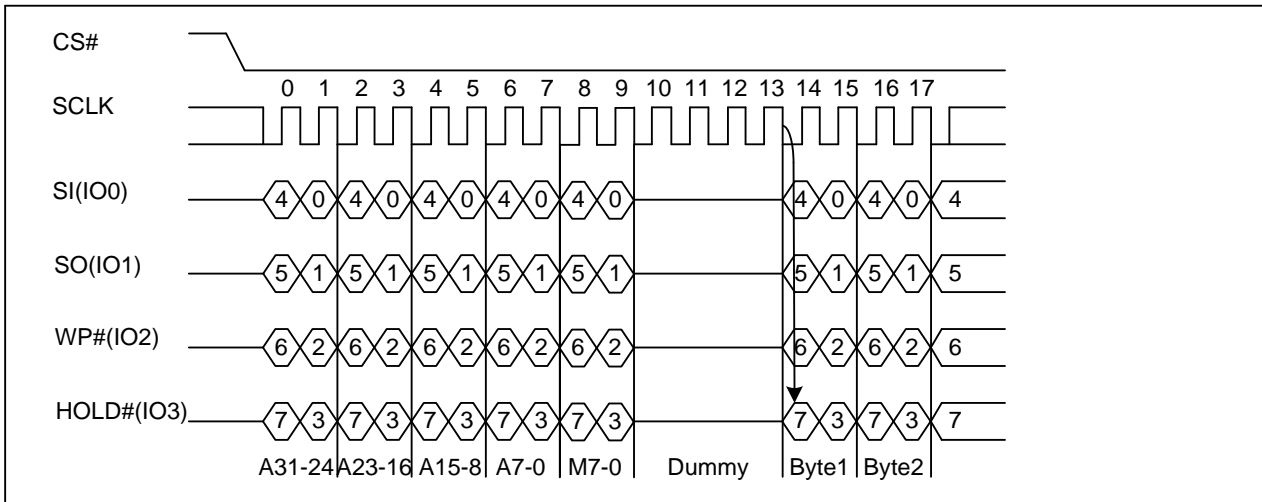 CS#
0 1 2 3 4 5 6 7 8 9 10 11 12 13 14 15 16 17
SCLK
SI(IO0) 4 0 4 0 4 0 4 0 4 0 4 0 4 0 4
SO(IO1) 5 1 5 1 5 1 5 1 5 1 5 1 5 1 5
WP#(IO2) 6 2 6 2 6 2 6 2 6 2 6 2 6 2 6
HOLD#(IO3) 7 3 7 3 7 3 7 3 7 3 7 3 7 3 7
A31-24 A23-16 A15-8 A7-0 M7-0 Dummy Byte1 Byte2